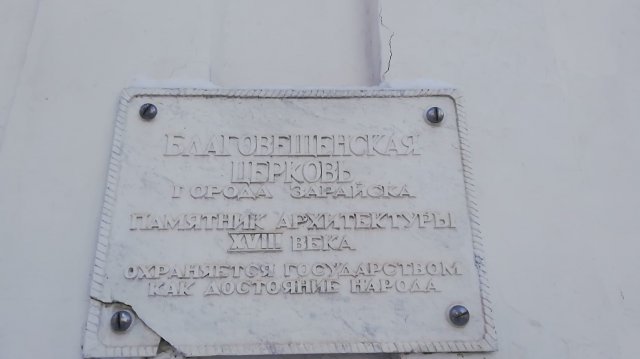 БЛАГОВЕЩЕНСКАЯ
ЦЕРКОВЬ
ГОРОДА ЗАРАЙСКА
ПАМЯТНИК АРХИТЕКТУРЫ
XVIII ВЕКА
ОХРАНЯЕТСЯ ГОСУДАРСТВОМ
КАК ДОСТОЯНИЕ НАРОДА